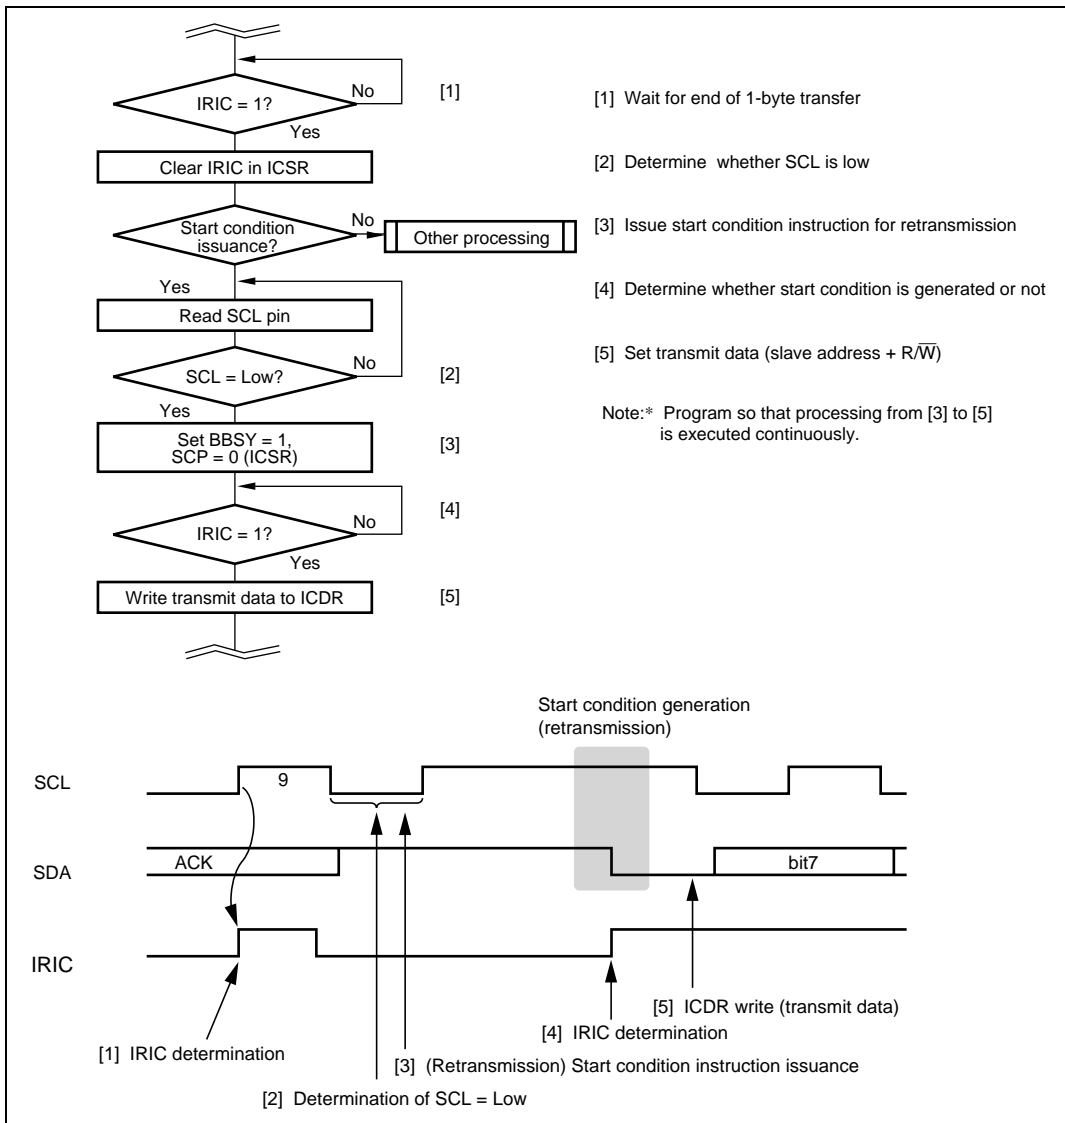 IRIC = 1?
No
[1]
Yes
Clear IRIC in ICSR
Start condition
issuance?
No
Other processing
Yes
Read SCL pin
SCL = Low?
No
[2]
Yes
Set BBSY = 1,
SCP = 0 (ICSR)
[3]
IRIC = 1?
No
[4]
Yes
Write transmit data to ICDR
[5]
[1] Wait for end of 1-byte transfer
[2] Determine whether SCL is low
[3] Issue start condition instruction for retransmission
[4] Determine whether start condition is generated or not
[5] Set transmit data (slave address + R/W̅)
Note:* Program so that processing from [3] to [5]
is executed continuously.
Start condition generation
(retransmission)
SCL
9
SDA
ACK
bit7
IRIC
[5] ICDR write (transmit data)
[4] IRIC determination
[1] IRIC determination
[3] (Retransmission) Start condition instruction issuance
[2] Determination of SCL = Low